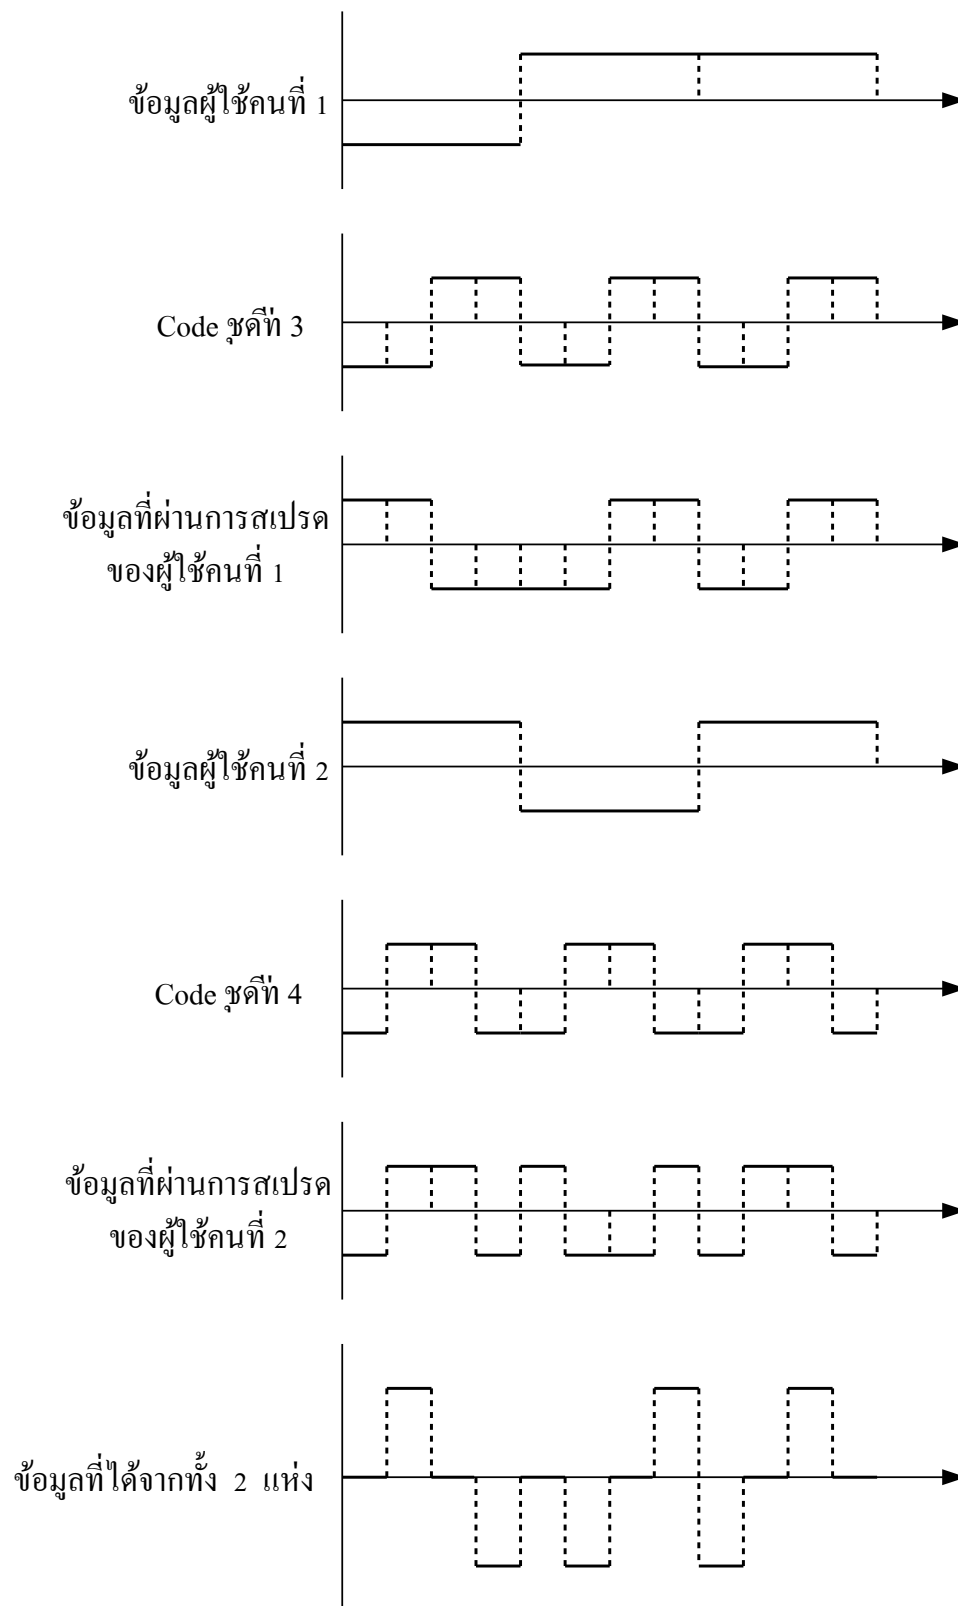 ข้อมูลผู้ใช้คนที่ 1
Code ชุดที่ 3
ข้อมูลที่ผ่านการสเปรด
ของผู้ใช้คนที่ 1
ข้อมูลผู้ใช้คนที่ 2
Code ชุดที่ 4
ข้อมูลที่ผ่านการสเปรด
ของผู้ใช้คนที่ 2
ข้อมูลที่ได้จากทั้ง 2 แห่ง